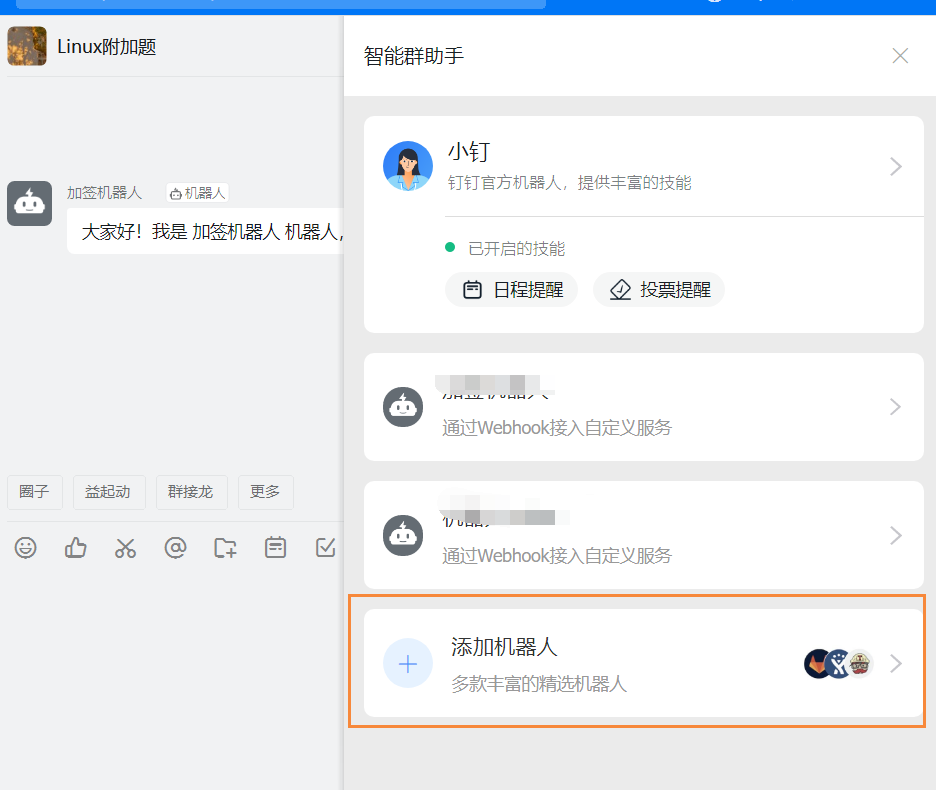 Linux附加题
加签机器人
机器人
大家好！我是 加签机器人 机器人,
圈子
益起动
群接龙
更多
智能群助手
小钉
钉钉官方机器人，提供丰富的技能
已开启的技能
日程提醒
投票提醒
通过Webhook接入自定义服务
通过Webhook接入自定义服务
添加机器人
多款丰富的精选机器人